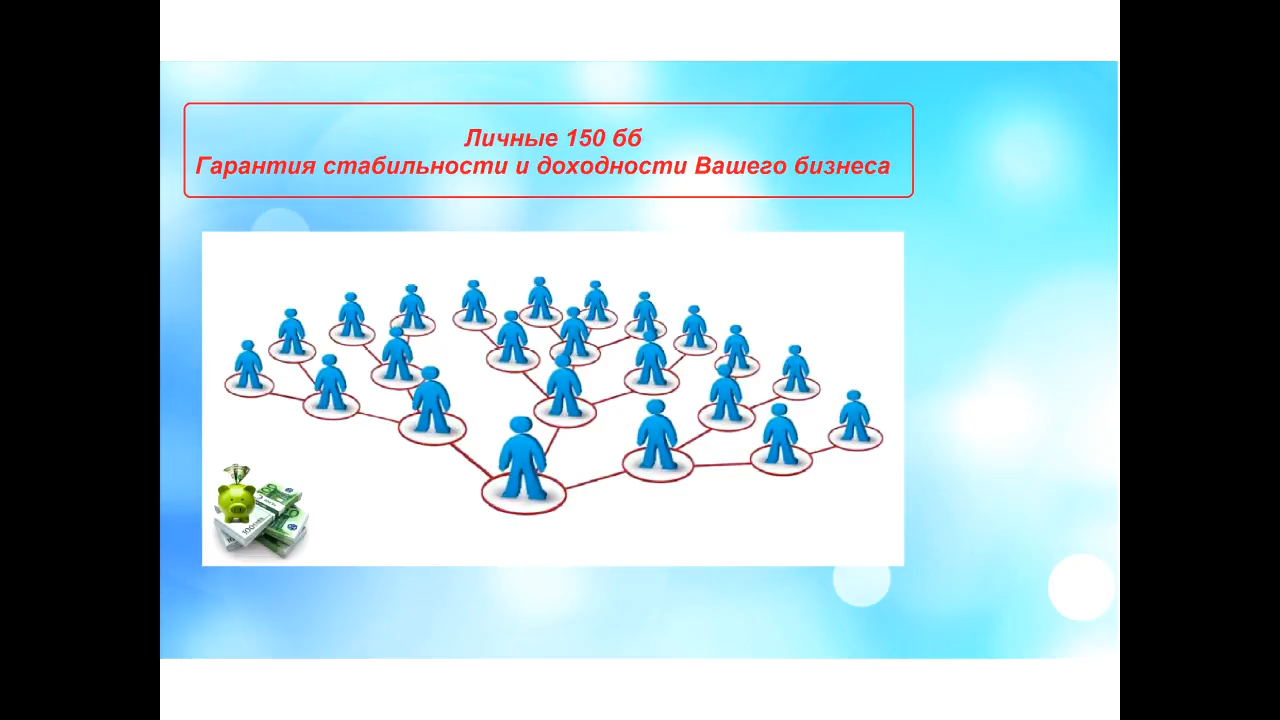 Личные 150 бб
Гарантия стабильности и доходности Вашего бизнеса